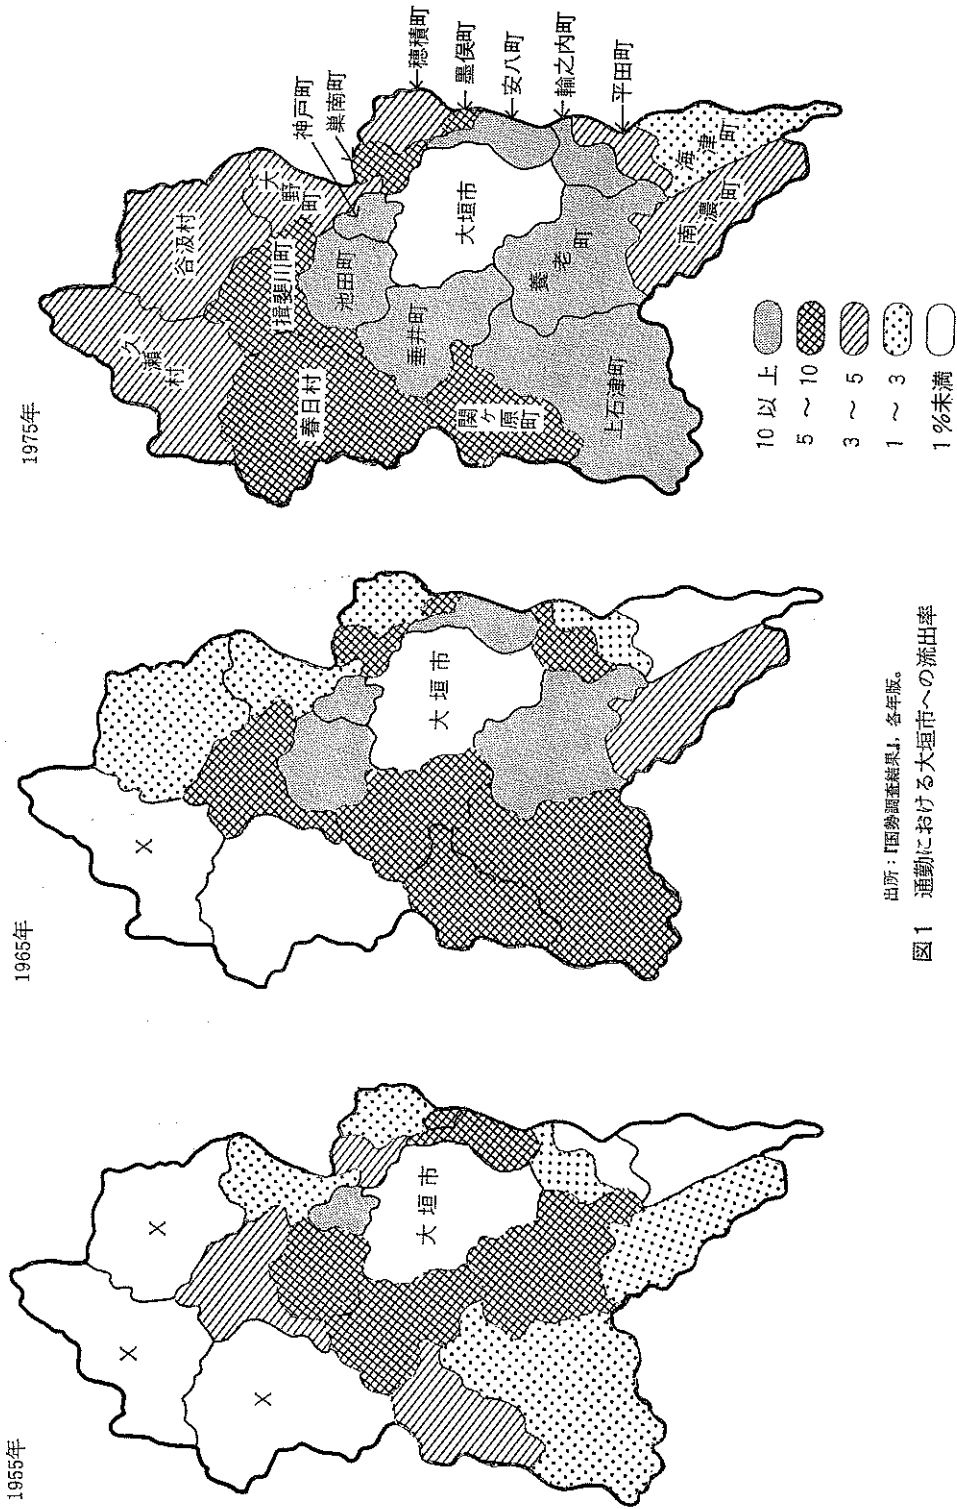 1955年
X
X
X
大垣市
1965年
X
大垣市
1975年
久瀬村
谷汲村
春日村
揖斐川町
大野町
神戸町
巣南町
穂積町
墨俣町
安八町
輪之内町
平田町
池田町
垂井町
関ヶ原町
大垣市
養老町
上石津町
南濃町
海津町
10以上
5～10
3～5
1～3
1%未満
出所：『国勢調査結果』，各年版。
図1 通勤における大垣市への流出率